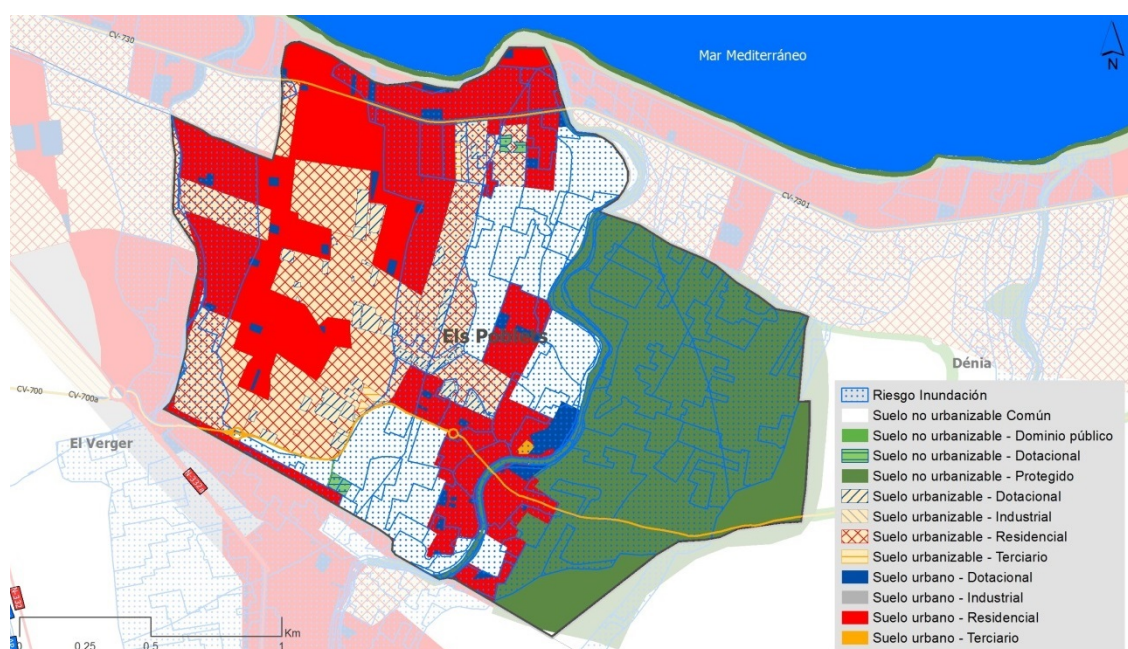 CV-730
Mar Mediterráneo
N
CV-7301
Els Poblets
Dénia
CV-700
CV-700a
El Verger
N-332a
N-332
Km
0 0.25 0.5 1
Riesgo Inundación
Suelo no urbanizable Común
Suelo no urbanizable - Dominio público
Suelo no urbanizable - Dotacional
Suelo no urbanizable - Protegido
Suelo urbanizable - Dotacional
Suelo urbanizable - Industrial
Suelo urbanizable - Residencial
Suelo urbanizable - Terciario
Suelo urbano - Dotacional
Suelo urbano - Industrial
Suelo urbano - Residencial
Suelo urbano - Terciario